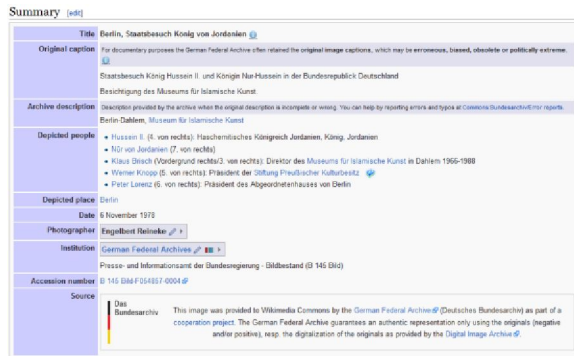 Summary [edit]
Title Berlin, Staatsbesuch König von Jordanien
Original caption For documentary purposes the German Federal Archive often retained the original image captions, which may be erroneous, biased, obsolete or politically extreme.
Staatsbesuch König Hussein II. und Königin Nur-Hussein in der Bundesrepublik Deutschland
Besichtigung des Museums für Islamische Kunst.
Archive description Description provided by the archive when the original description is incomplete or wrong. You can help by reporting errors and typos at Commons:Bundesarchiv/Error reports.
Berlin-Dahlem, Museum für Islamische Kunst
Depicted people • Hussein II. (4. von rechts): Haschemitisches Königreich Jordanien, König, Jordanien
• Nūr von Jordanien (7. von rechts)
• Klaus Brisch (Vordergrund rechts/3. von rechts): Direktor des Museums für Islamische Kunst in Dahlem 1966-1988
• Werner Knopp (5. von rechts): Präsident der Stiftung Preußischer Kulturbesitz
• Peter Lorenz (6. von rechts): Präsident des Abgeordnetenhauses von Berlin
Depicted place Berlin
Date 6 November 1978
Photographer Engelbert Reineke
Institution German Federal Archives
Presse- und Informationsamt der Bundesregierung - Bildbestand (B 145 Bild)
Accession number B 145 Bild-F054857-0004
Source Das
Bundesarchiv
This image was provided to Wikimedia Commons by the German Federal Archive (Deutsches Bundesarchiv) as part of a
cooperation project. The German Federal Archive guarantees an authentic representation only using the originals (negative
and/or positive), resp. the digitalization of the originals as provided by the Digital Image Archive.